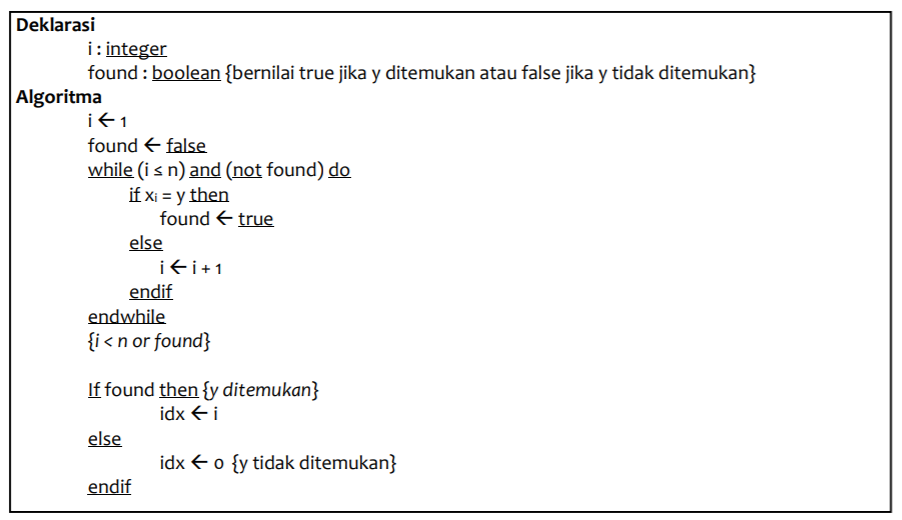 Deklarasi
i : integer
found : boolean {bernilai true jika y ditemukan atau false jika y tidak ditemukan}
Algoritma
i ← 1
found ← false
while (i ≤ n) and (not found) do
if xᵢ = y then
found ← true
else
i ← i + 1
endif
endwhile
{i < n or found}
If found then {y ditemukan}
idx ← i
else
idx ← 0 {y tidak ditemukan}
endif